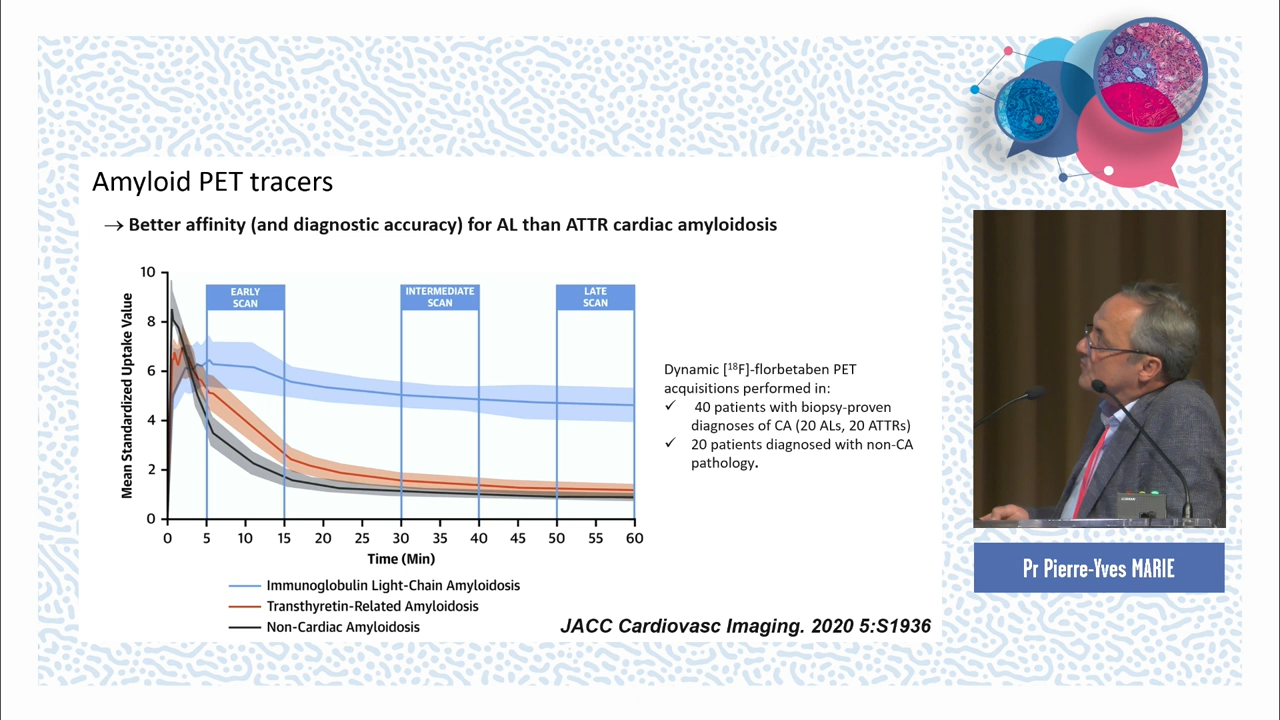 Amyloid PET tracers
→ Better affinity (and diagnostic accuracy) for AL than ATTR cardiac amyloidosis
Mean Standardized Uptake Value
10
8
6
4
2
0
EARLY
SCAN
INTERMEDIATE
SCAN
LATE
SCAN
0 5 10 15 20 25 30 35 40 45 50 55 60
Time (Min)
Immunoglobulin Light-Chain Amyloidosis
Transthyretin-Related Amyloidosis
Non-Cardiac Amyloidosis
Dynamic [18F]-florbetaben PET
acquisitions performed in:
✓ 40 patients with biopsy-proven
diagnoses of CA (20 ALs, 20 ATTRs)
✓ 20 patients diagnosed with non-CA
pathology.
JACC Cardiovasc Imaging. 2020 5:S1936
Pr Pierre-Yves MARIE